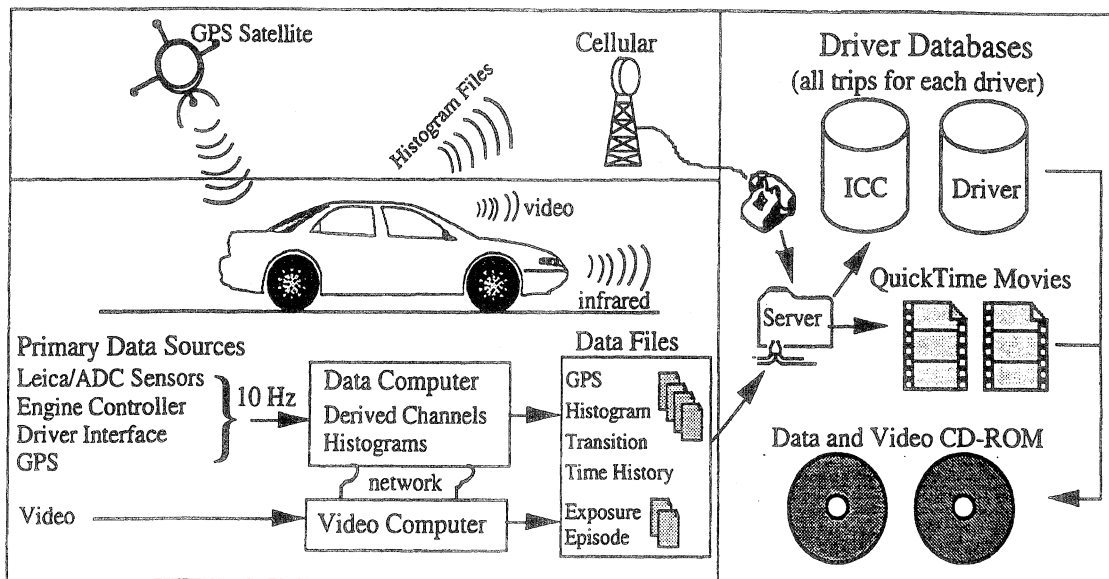 GPS Satellite
Histogram Files
Cellular
video
infrared
Primary Data Sources
Leica/ADC Sensors
Engine Controller
Driver Interface
GPS
10 Hz
Data Computer
Derived Channels
Histograms
network
Video
Video Computer
Data Files
GPS
Histogram
Transition
Time History
Exposure
Episode
Driver Databases
(all trips for each driver)
ICC
Driver
Server
QuickTime Movies
Data and Video CD-ROM